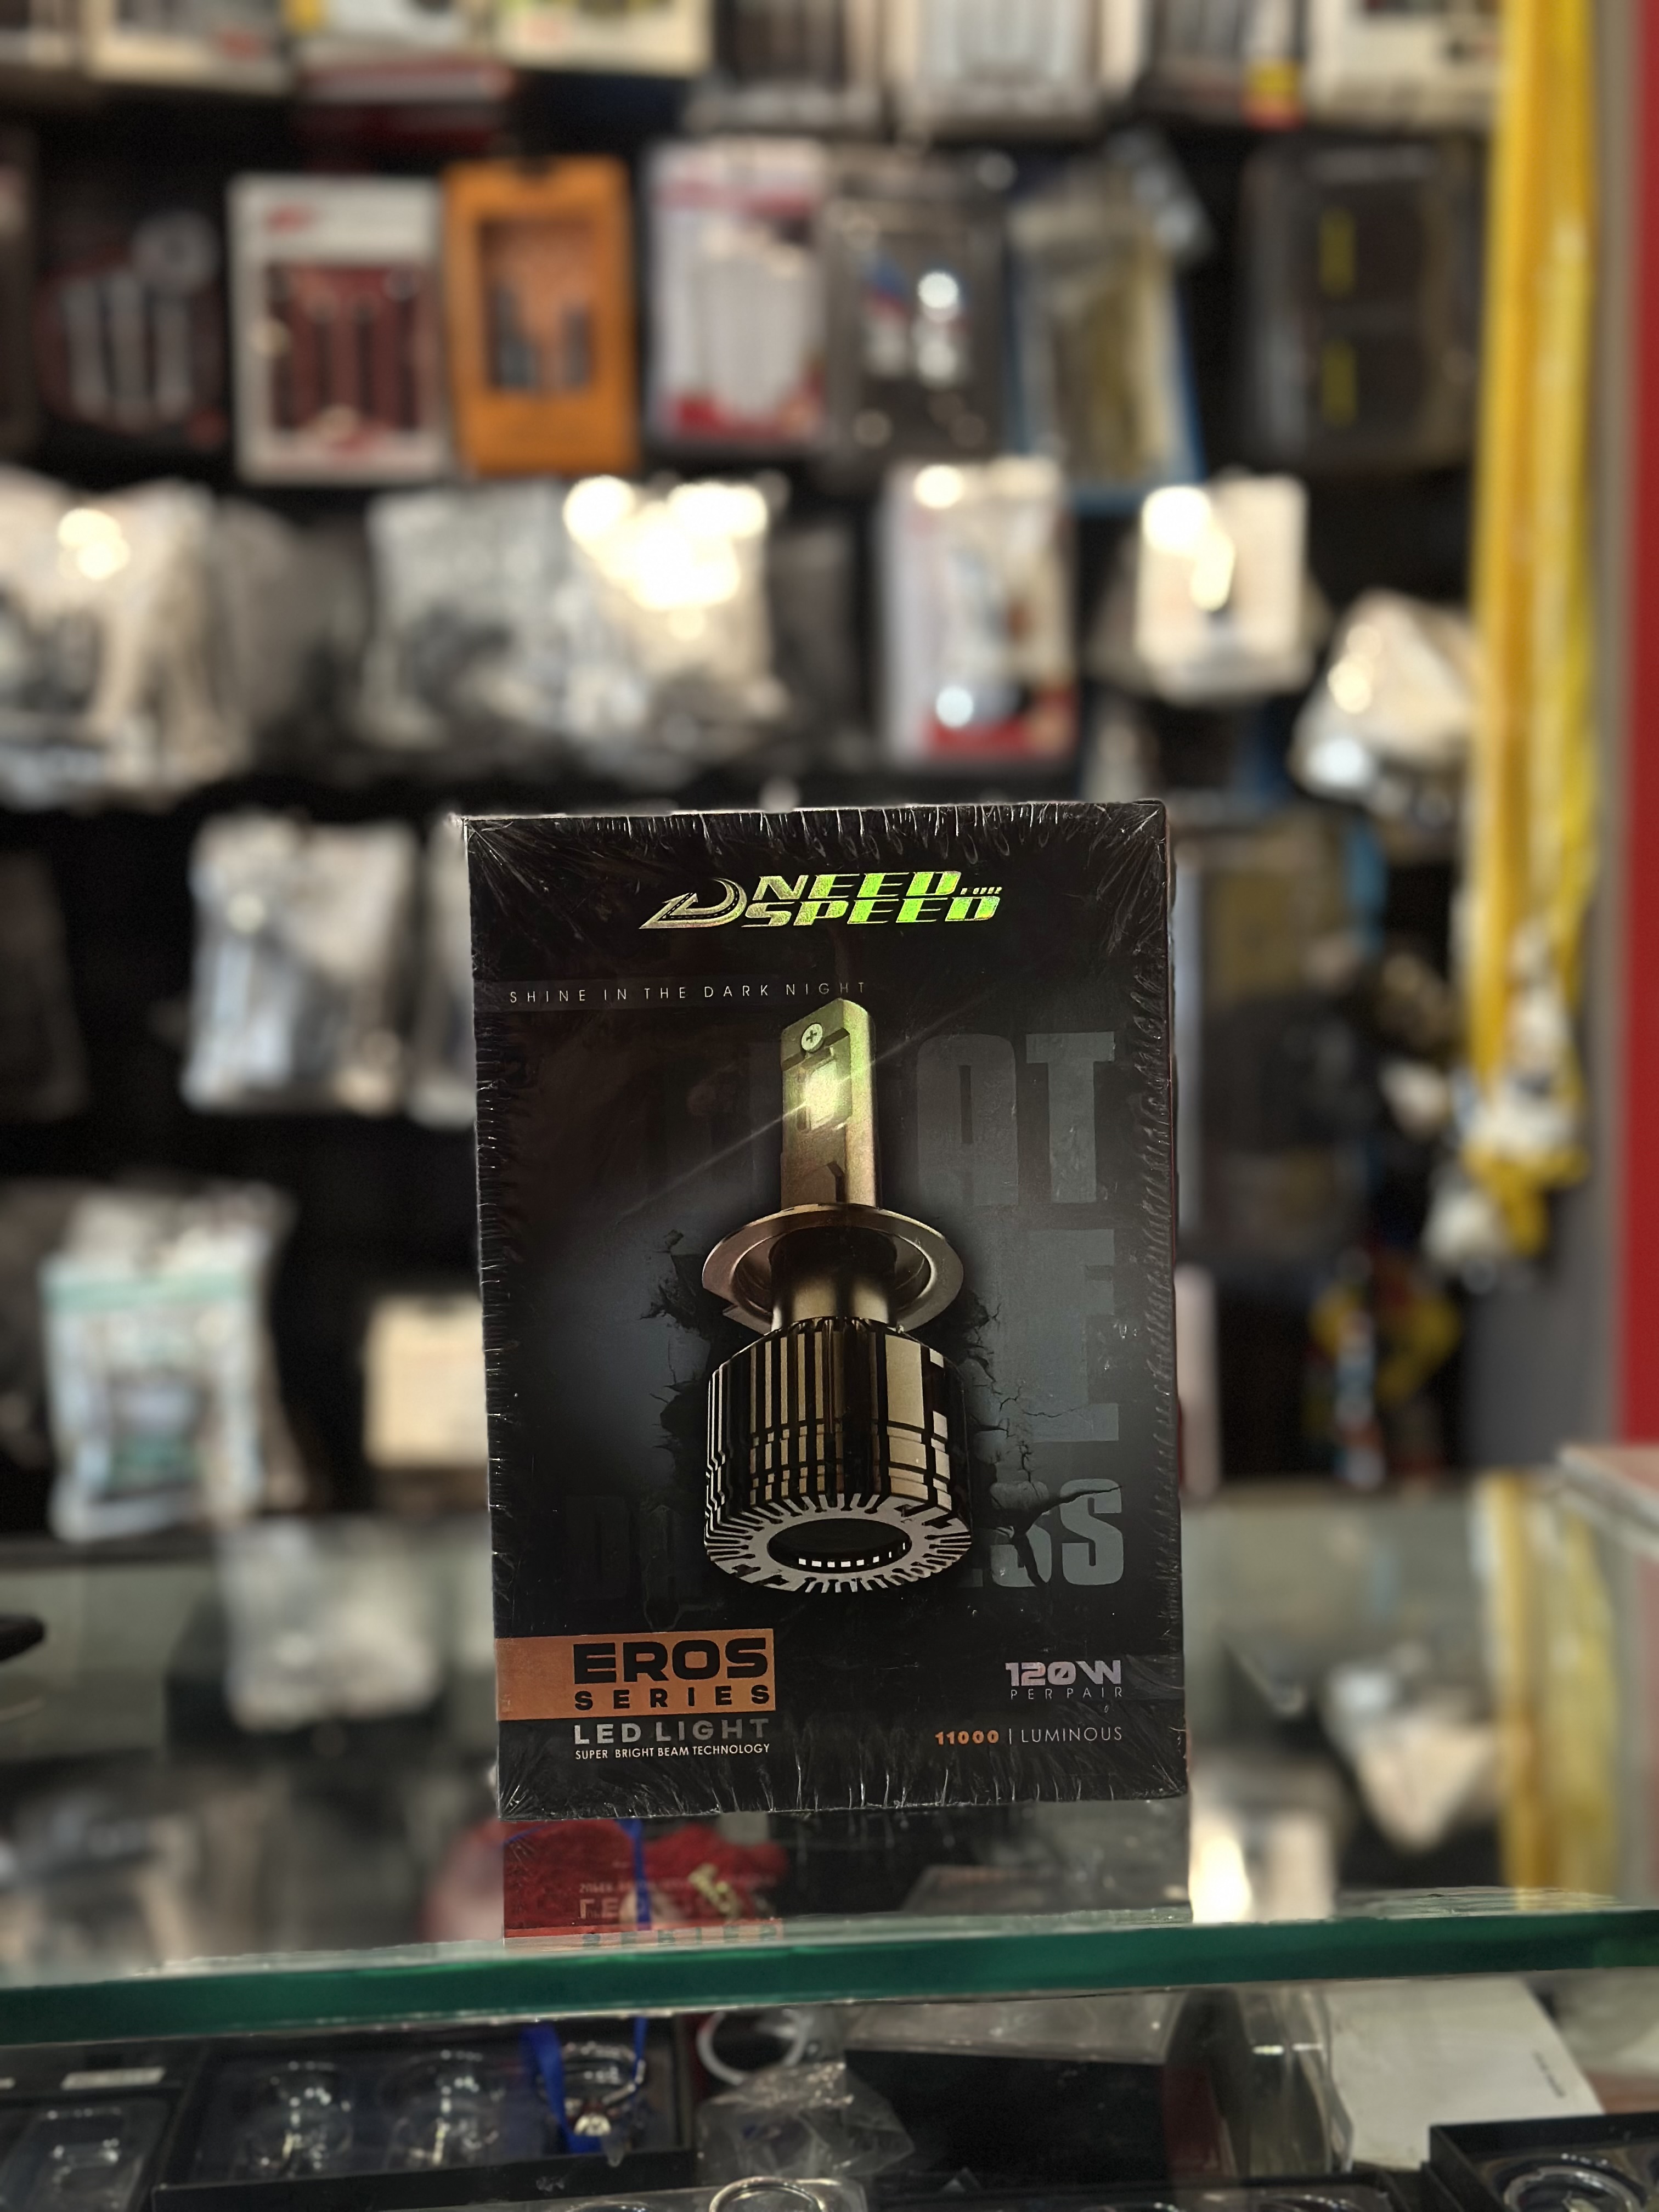 NEED FOR
SPEED
SHINE IN THE DARK NIGHT
EROS
SERIES
LED LIGHT
SUPER BRIGHT BEAM TECHNOLOGY
120W
PER PAIR
11000 | LUMINOUS